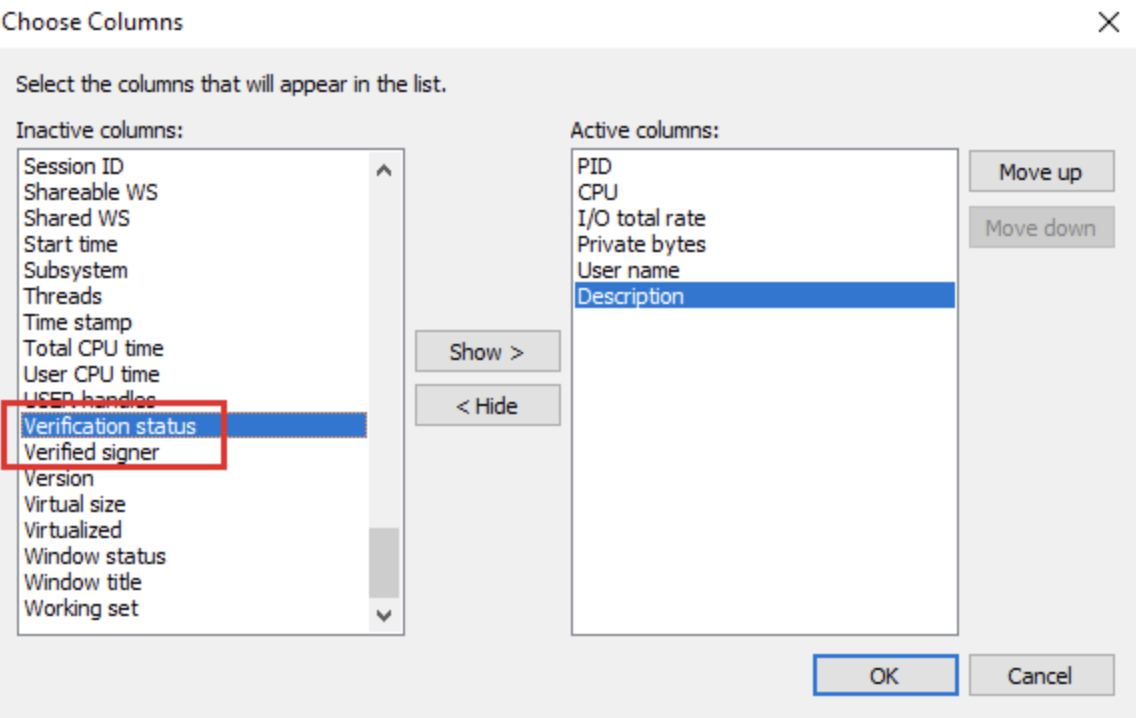 Choose Columns
Select the columns that will appear in the list.
Inactive columns:
Session ID
Shareable WS
Shared WS
Start time
Subsystem
Threads
Time stamp
Total CPU time
User CPU time
USER handles
Verification status
Verified signer
Version
Virtual size
Virtualized
Window status
Window title
Working set
Show >
< Hide
Active columns:
PID
CPU
I/O total rate
Private bytes
User name
Description
Move up
Move down
OK
Cancel